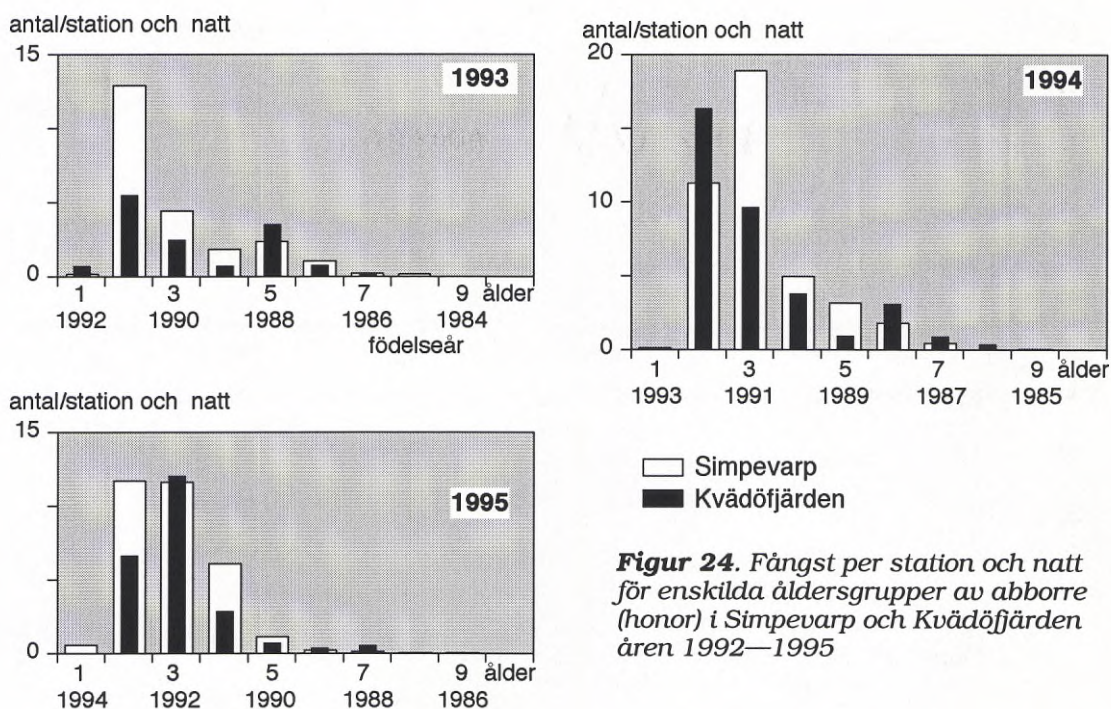 antal/station och natt
15
1993
0
1 3 5 7 9 ålder
1992 1990 1988 1986 1984
födelseår
antal/station och natt
20
1994
10
0
1 3 5 7 9 ålder
1993 1991 1989 1987 1985
antal/station och natt
15
1995
0
1 3 5 7 9 ålder
1994 1992 1990 1988 1986
Simpevarp
Kvädöfjärden
Figur 24. Fångst per station och natt
för enskilda åldersgrupper av abborre
(honor) i Simpevarp och Kvädöfjärden
åren 1992—1995